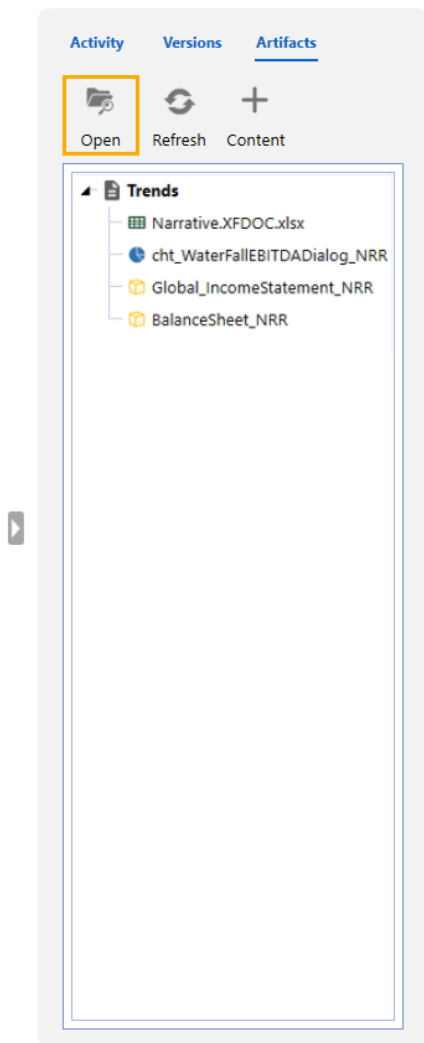 Activity Versions Artifacts
Open Refresh Content
Trends
Narrative.XFDOC.xlsx
cht_WaterFallEBITDADialog_NRR
Global_IncomeStatement_NRR
BalanceSheet_NRR